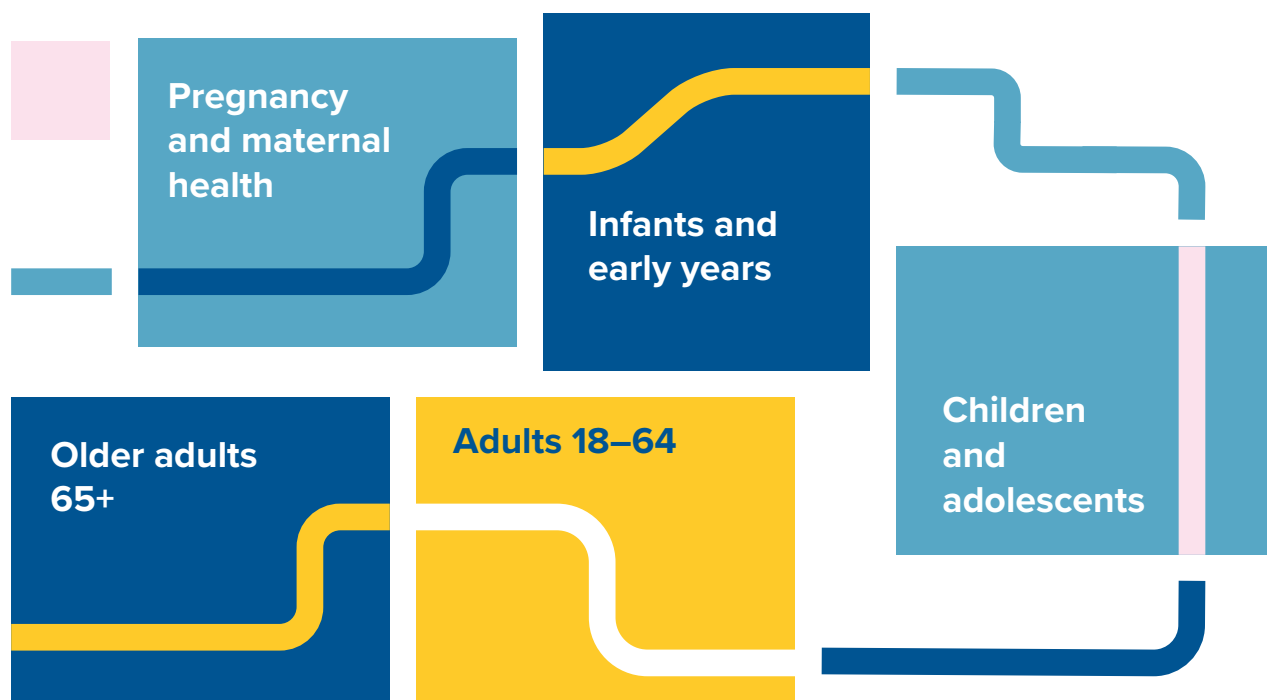 Pregnancy
and maternal
health
Infants and
early years
Children
and
adolescents
Adults 18–64
Older adults
65+